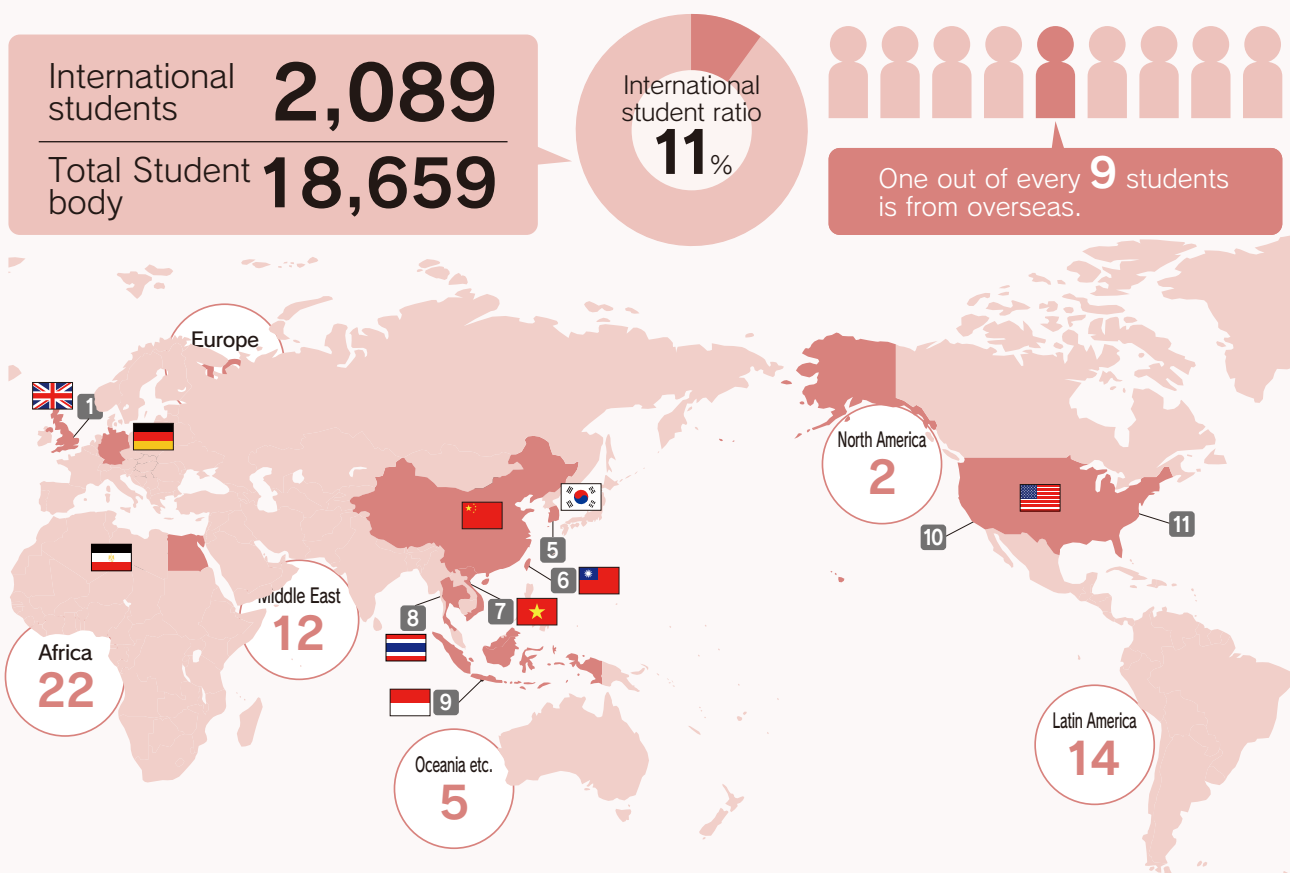 International
students
2,089
Total Student
body
18,659
International
student ratio
11%
One out of every 9 students
is from overseas.
Europe
1
North America
2
10
11
5
6
7
8
9
Middle East
12
Africa
22
Oceania etc.
5
Latin America
14